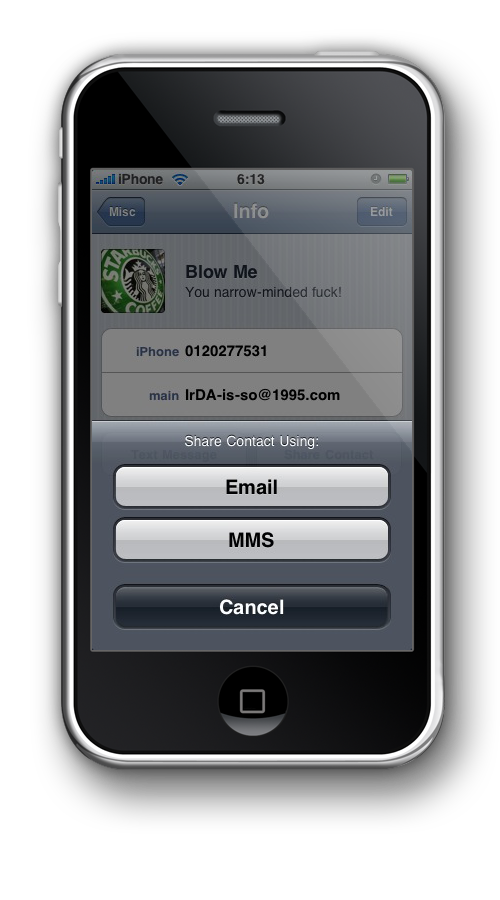 iPhone 6:13
Misc Info Edit
STARBUCKS
COFFEE
Blow Me
You narrow-minded fuck!
iPhone 0120277531
main IrDA-is-so@1995.com
Share Contact Using:
Text Message Share Contact
Email
MMS
Cancel